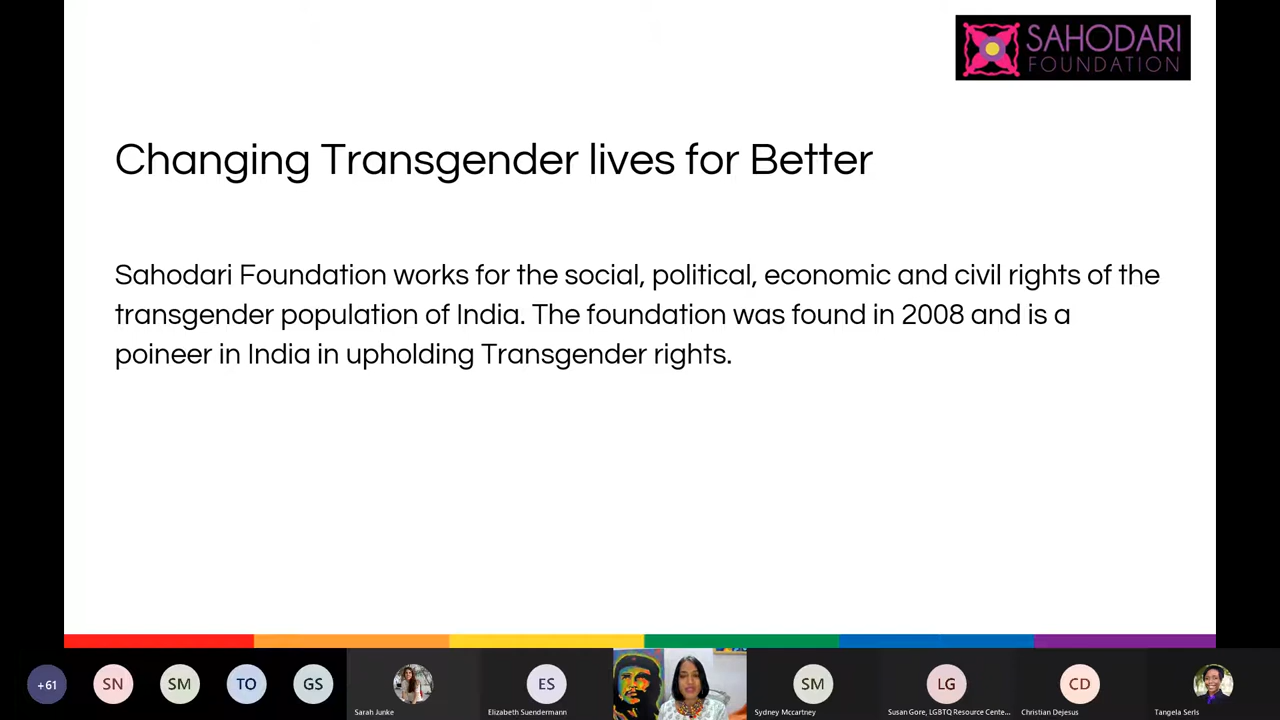 SAHODARI
FOUNDATION
Changing Transgender lives for Better
Sahodari Foundation works for the social, political, economic and civil rights of the
transgender population of India. The foundation was found in 2008 and is a
poineer in India in upholding Transgender rights.
+61
SN
SM
TO
GS
Sarah Junke
ES
Elizabeth Suendermann
SM
Sydney Mccartney
LG
Susan Gore, LGBTQ Resource Cente...
CD
Christian Dejesus
Tangela Serls